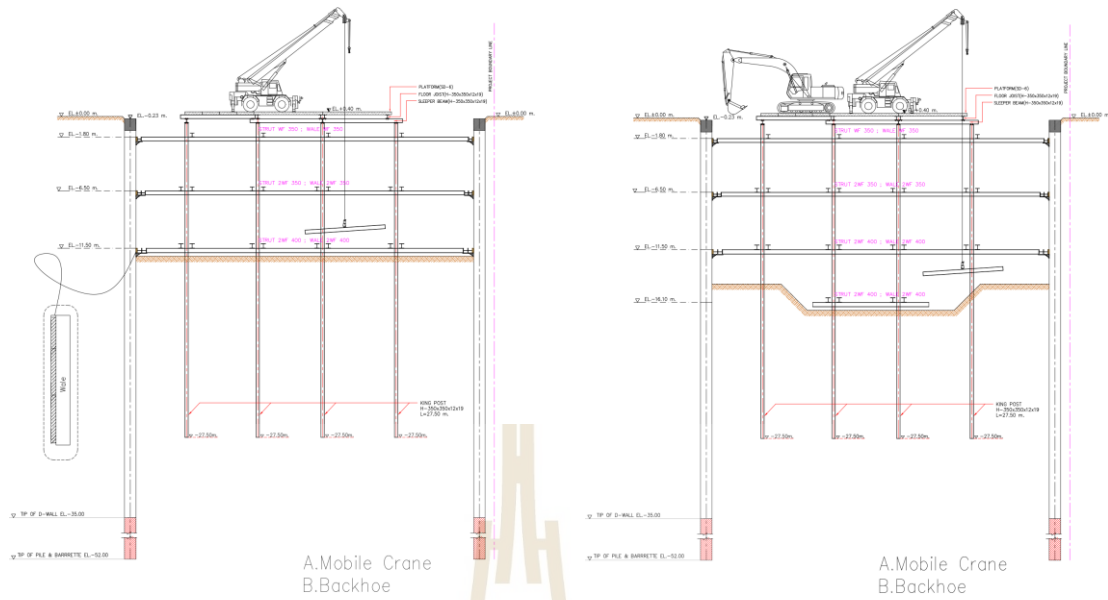 EL.+0.40 m.
PLATFORM(SD-6)
FLOOR JOIST(H-350x350x12x19)
SLEEPER BEAM(H-350x350x12x19)
PROJECT BOUNDARY LINE
EL.±0.00 m.
EL.-0.23 m.
EL.±0.00 m.
EL.-1.60 m.
STRUT WF 350 ; WALE WF 350
EL.-6.50 m.
STRUT 2WF 350 ; WALE 2WF 350
EL.-11.50 m.
STRUT 2WF 400 ; WALE 2WF 400
Wale
KING POST
H-350x350x12x19
L=27.50 m.
-27.50m.
-27.50m.
-27.50m.
-27.50m.
TIP OF D-WALL EL.-35.00
TIP OF PILE & BARRRETTE EL.-52.00
A.Mobile Crane
B.Backhoe
PLATFORM(SD-6)
FLOOR JOIST(H-350x350x12x19)
SLEEPER BEAM(H-350x350x12x19)
PROJECT BOUNDARY LINE
EL.±0.00 m.
EL.-0.23 m.
0.40 m.
EL.±0.00 m.
EL.-1.60 m.
STRUT WF 350 ; WALE WF 350
EL.-6.50 m.
STRUT 2WF 350 ; WALE 2WF 350
EL.-11.50 m.
STRUT 2WF 400 ; WALE 2WF 400
EL.-16.10 m.
STRUT 2WF 400 ; WALE 2WF 400
KING POST
H-350x350x12x19
L=27.50 m.
-27.50m.
-27.50m.
-27.50m.
-27.50m.
TIP OF D-WALL EL.-35.00
TIP OF PILE & BARRRETTE EL.-52.00
A.Mobile Crane
B.Backhoe